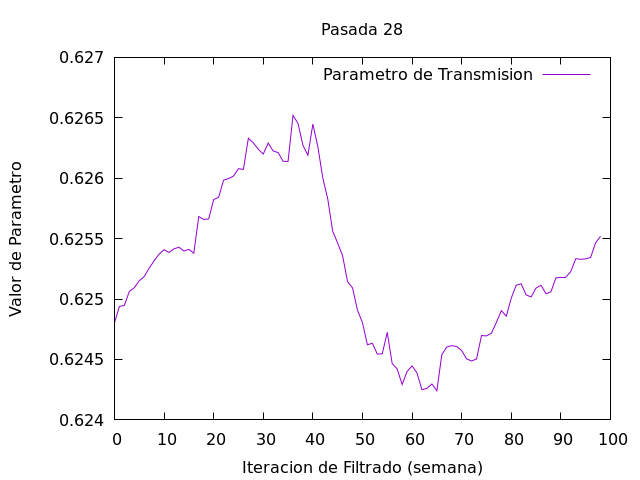 Pasada 28
Parametro de Transmision
Valor de Parametro
0.627
0.6265
0.626
0.6255
0.625
0.6245
0.624
0 10 20 30 40 50 60 70 80 90 100
Iteracion de Filtrado (semana)